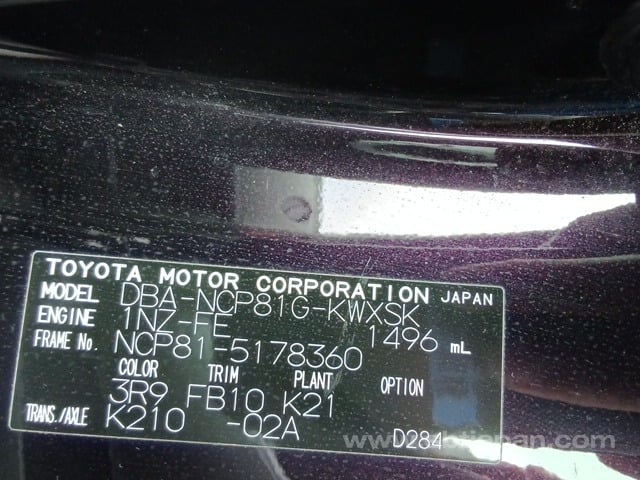 TOYOTA MOTOR CORPORATION JAPAN
MODEL DBA-NCP81G-KWXSK
ENGINE 1NZ-FE 1496 mL
FRAME No. NCP81-5178360
COLOR TRIM PLANT OPTION
3R9 FB10 K21
TRANS./AXLE K210 -02A D284